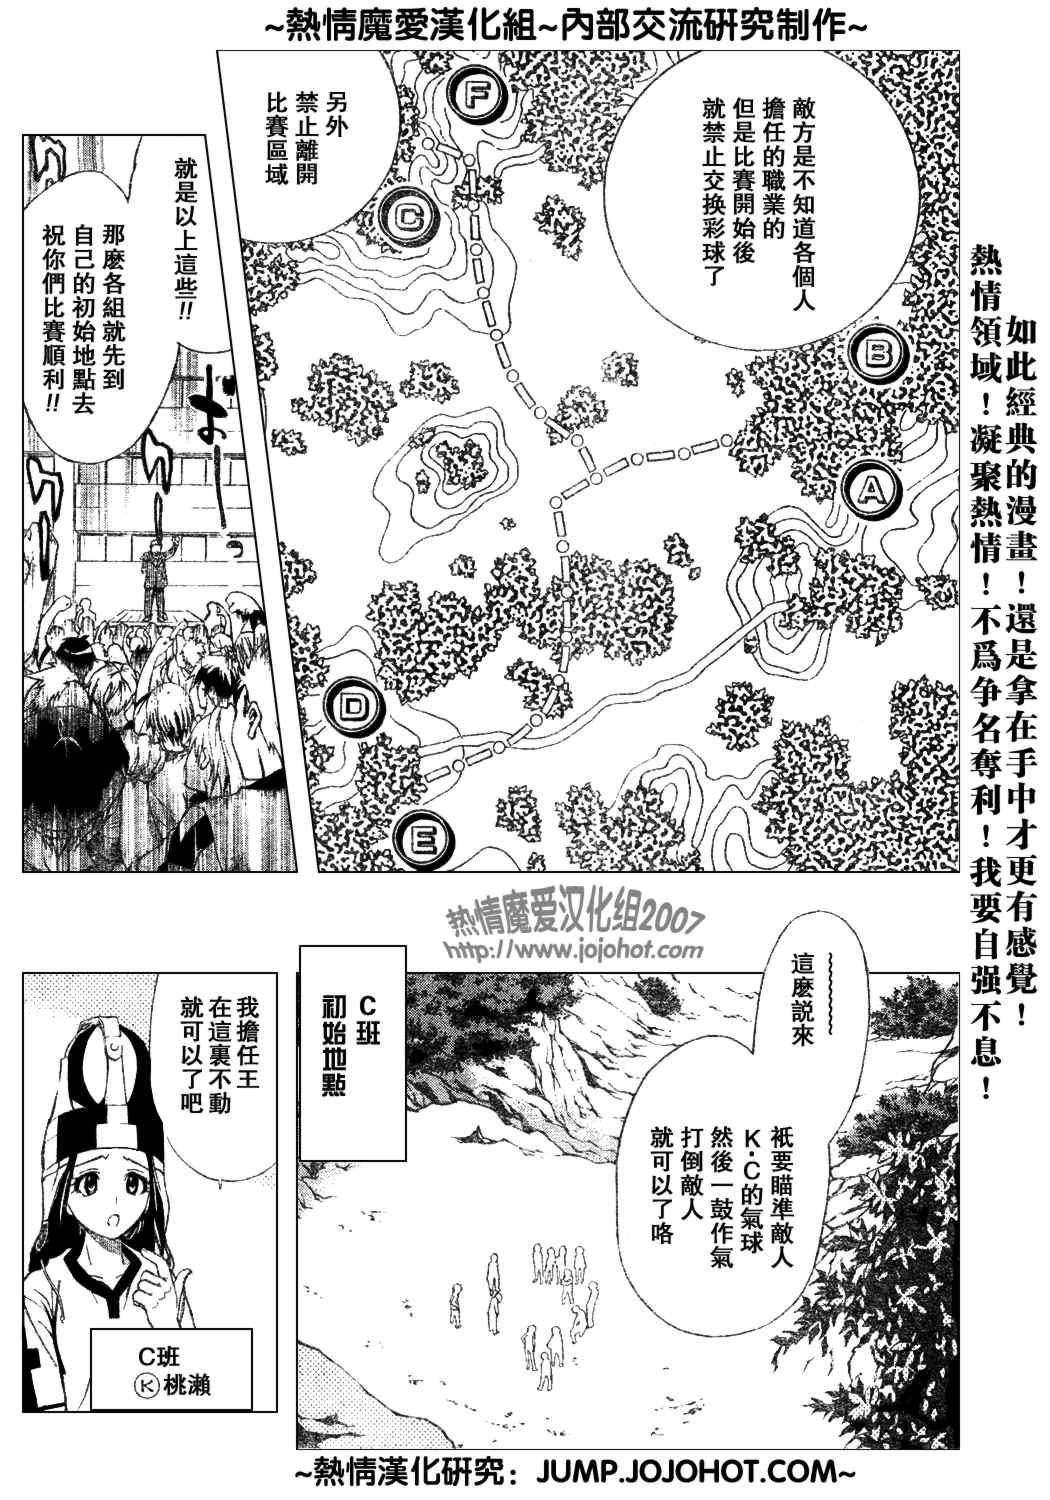 ~熱情魔愛漢化組~內部交流研究制作~
敵方是不知道各個人
擔任的職業的
但是比賽開始後
就禁止交換彩球了
另外
禁止離開
比賽區域
F
C
B
A
D
E
就是以上這些!!
那麽各組就先到
自己的初始地點去
祝你們比賽順利!!
おーっ
如此經典的漫畫！還是拿在手中才更有感覺！
熱情領域！凝聚熱情！不爲争名奪利！我要自强不息！
熱情魔爱汉化组2007
http://www.jojohot.com
這麽説來
衹要瞄準敵人
K·C的氣球
然後一鼓作氣
打倒敵人
就可以了咯
C班
初始地點
我擔任王
在這裏不動
就可以了吧
C班
Ⓚ桃瀨
~熱情漢化研究：JUMP.JOJOHOT.COM~